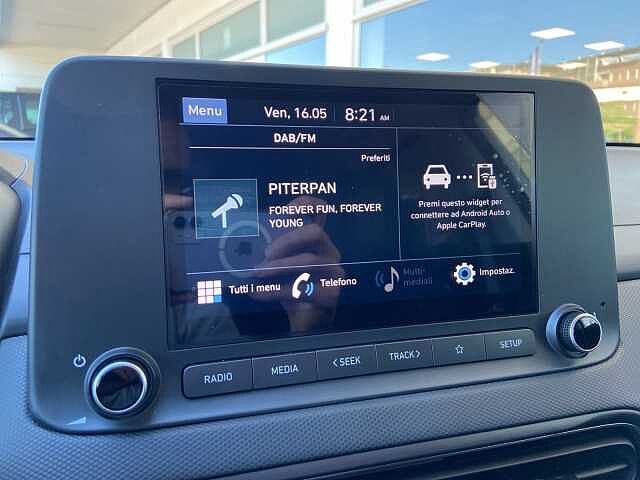 Menu
Ven, 16.05
8:21 AM
DAB/FM
Preferiti
PITERPAN
FOREVER FUN, FOREVER
YOUNG
Premi questo widget per
connettere ad Android Auto o
Apple CarPlay.
Tutti i menu
Telefono
Multi-
mediali
Impostaz.
RADIO
MEDIA
< SEEK
TRACK >
SETUP